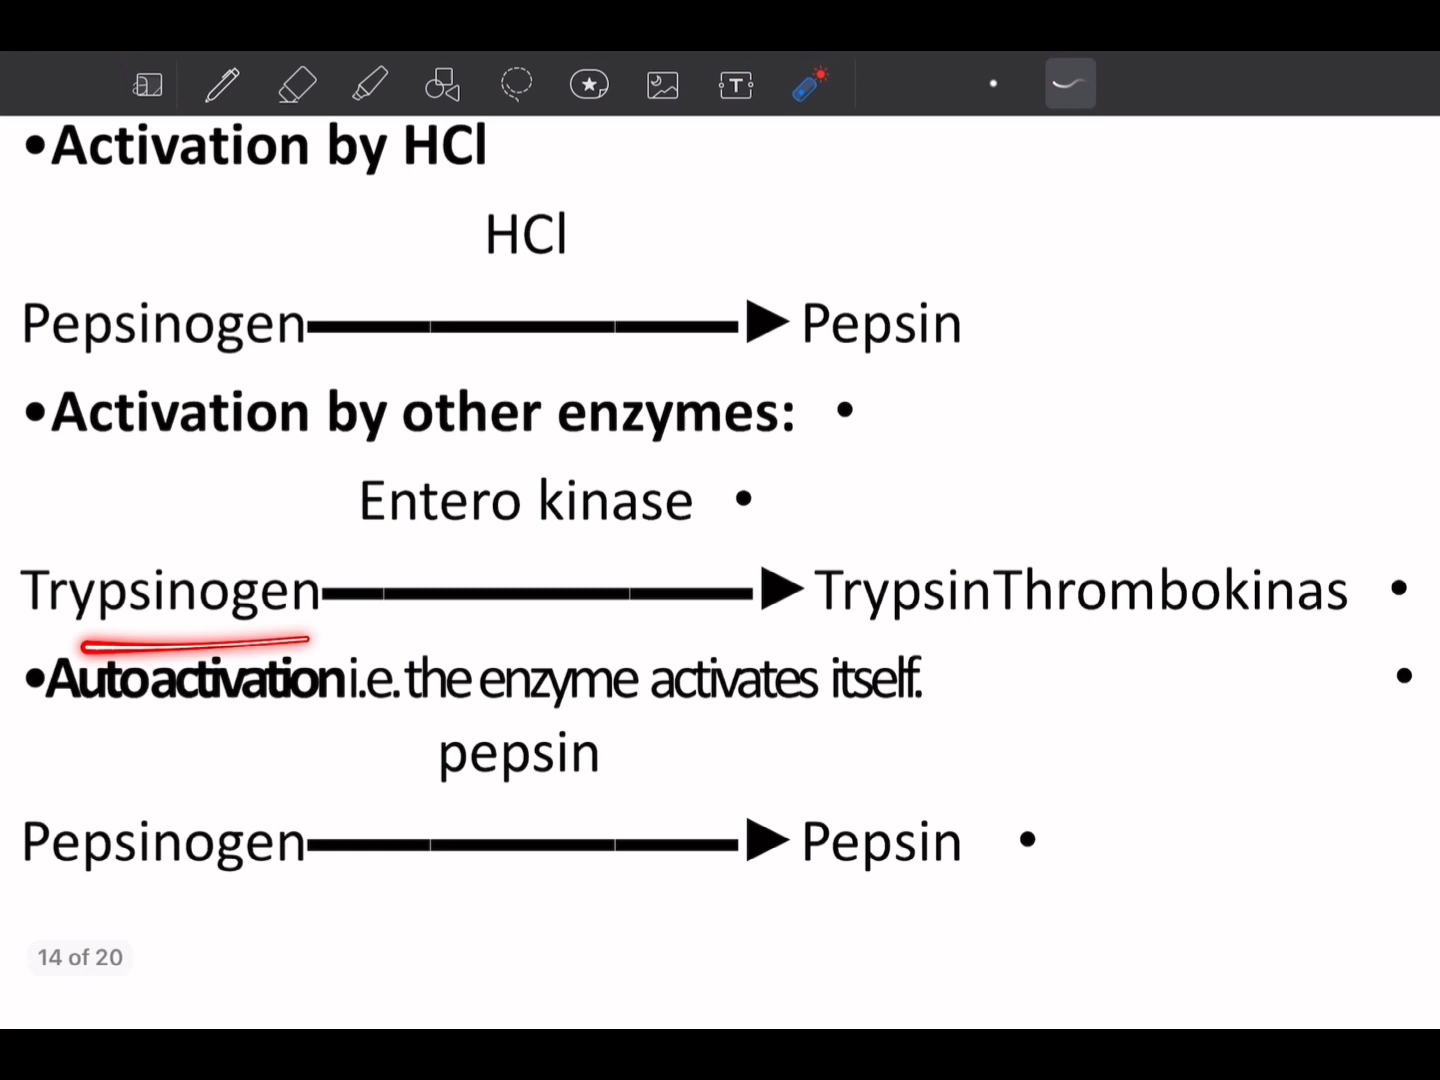 •Activation by HCl
HCl
Pepsinogen Pepsin
•Activation by other enzymes: •
Entero kinase •
Trypsinogen TrypsinThrombokinas •
•Autoactivation i.e. the enzyme activates itself. •
pepsin
Pepsinogen Pepsin •
14 of 20